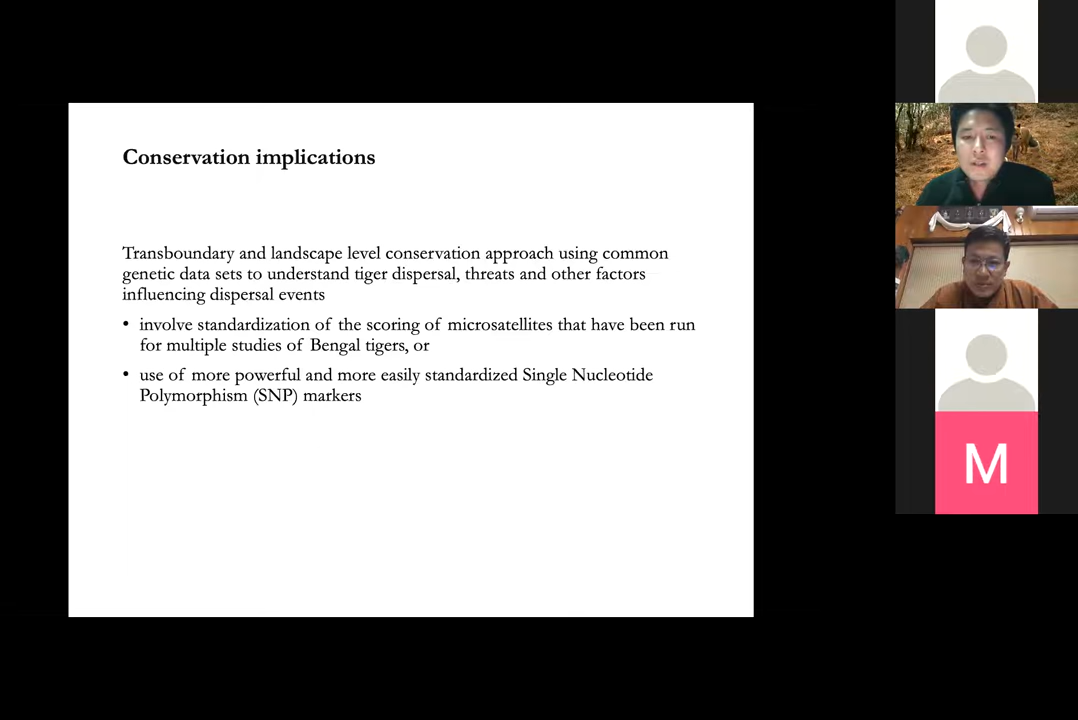 Conservation implications
Transboundary and landscape level conservation approach using common
genetic data sets to understand tiger dispersal, threats and other factors
influencing dispersal events
• involve standardization of the scoring of microsatellites that have been run
for multiple studies of Bengal tigers, or
• use of more powerful and more easily standardized Single Nucleotide
Polymorphism (SNP) markers
M